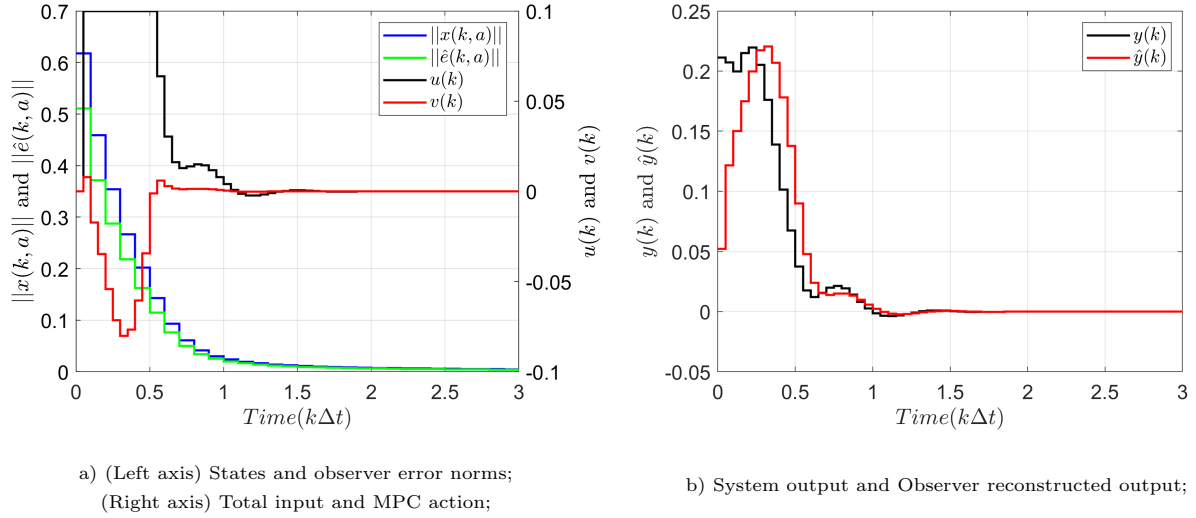 0.7
0.6
0.5
0.4
0.3
0.2
0.1
0
||x(k, a)|| and ||ê(k, a)||
0 0.5 1 1.5 2 2.5 3
Time(kΔt)
0.1
0.05
0
-0.05
-0.1
u(k) and v(k)
||x(k, a)||
||ê(k, a)||
u(k)
v(k)
a) (Left axis) States and observer error norms;
(Right axis) Total input and MPC action;
0.25
0.2
0.15
0.1
0.05
0
-0.05
y(k) and ŷ(k)
0 0.5 1 1.5 2 2.5 3
Time(kΔt)
y(k)
ŷ(k)
b) System output and Observer reconstructed output;